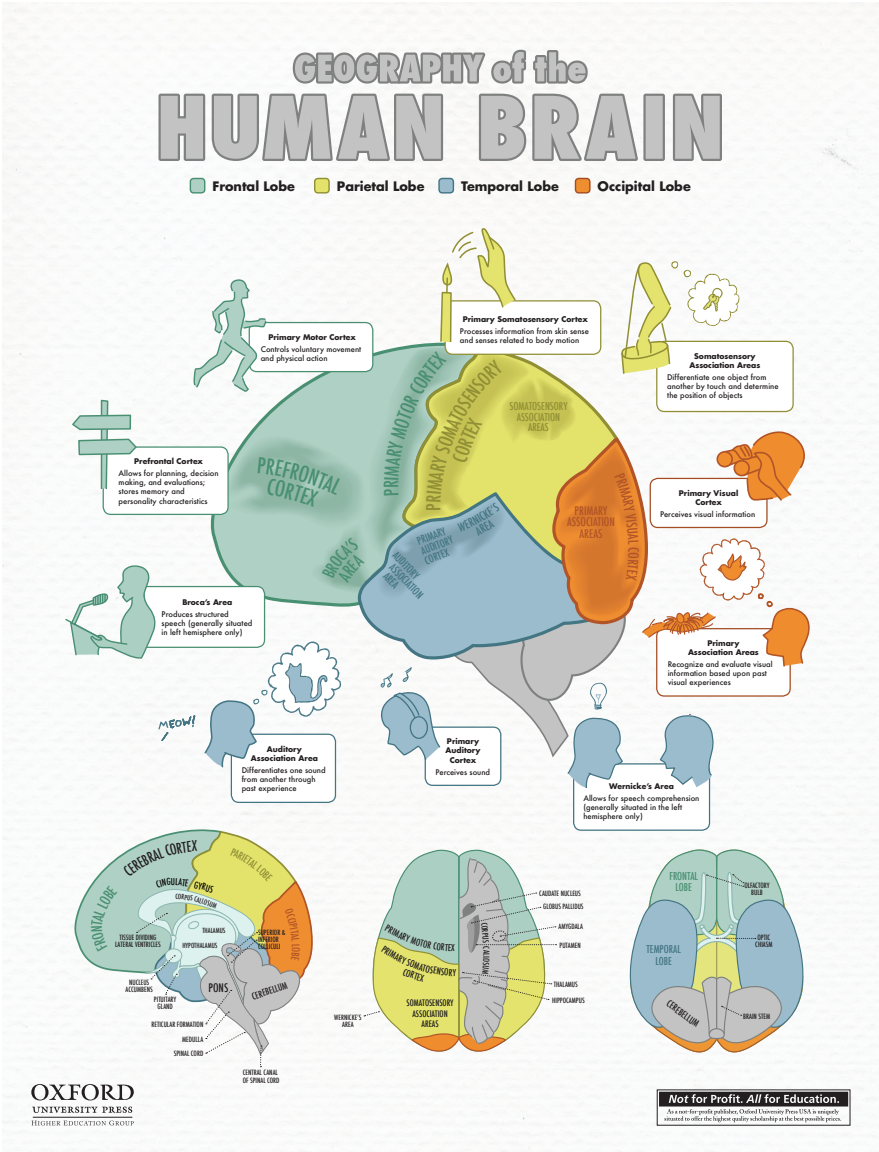 GEOGRAPHY of the
HUMAN BRAIN
Frontal Lobe
Parietal Lobe
Temporal Lobe
Occipital Lobe
Primary Motor Cortex
Controls voluntary movement
and physical action
Primary Somatosensory Cortex
Processes information from skin sense
and senses related to body motion
Somatosensory
Association Areas
Differentiate one object from
another by touch and determine
the position of objects
Prefrontal Cortex
Allows for planning, decision
making, and evaluations;
stores memory and
personality characteristics
Primary Visual
Cortex
Perceives visual information
Broca's Area
Produces structured
speech (generally situated
in left hemisphere only)
Primary
Association Areas
Recognize and evaluate visual
information based upon past
visual experiences
PREFRONTAL
CORTEX
PRIMARY MOTOR CORTEX
PRIMARY SOMATOSENSORY
CORTEX
SOMATOSENSORY
ASSOCIATION
AREAS
BROCA'S
AREA
AUDITORY
ASSOCIATION
AREA
PRIMARY
AUDITORY
CORTEX
WERNICKE'S
AREA
PRIMARY
ASSOCIATION
AREAS
PRIMARY VISUAL CORTEX
MEOW!
Auditory
Association Area
Differentiates one sound
from another through
past experience
Primary
Auditory
Cortex
Perceives sound
Wernicke's Area
Allows for speech comprehension
(generally situated in the left
hemisphere only)
CEREBRAL CORTEX
PARIETAL LOBE
FRONTAL LOBE
CINGULATE GYRUS
CORPUS CALLOSUM
OCCIPITAL LOBE
TISSUE DIVIDING
LATERAL VENTRICLES
THALAMUS
HYPOTHALAMUS
SUPERIOR &
INFERIOR
COLLICULI
NUCLEUS
ACCUMBENS
PITUITARY
GLAND
PONS
CEREBELLUM
RETICULAR FORMATION
MEDULLA
SPINAL CORD
CENTRAL CANAL
OF SPINAL CORD
PRIMARY MOTOR CORTEX
PRIMARY SOMATOSENSORY
CORTEX
SOMATOSENSORY
ASSOCIATION
AREAS
WERNICKE'S
AREA
CORPUS CALLOSUM
CAUDATE NUCLEUS
GLOBUS PALLIDUS
AMYGDALA
PUTAMEN
THALAMUS
HIPPOCAMPUS
FRONTAL
LOBE
OLFACTORY
BULB
TEMPORAL
LOBE
OPTIC
CHIASM
CEREBELLUM
BRAIN STEM
OXFORD
UNIVERSITY PRESS
HIGHER EDUCATION GROUP
Not for Profit. All for Education.
As a not-for-profit publisher, Oxford University Press USA is uniquely
situated to offer the highest quality scholarship at the best possible prices.